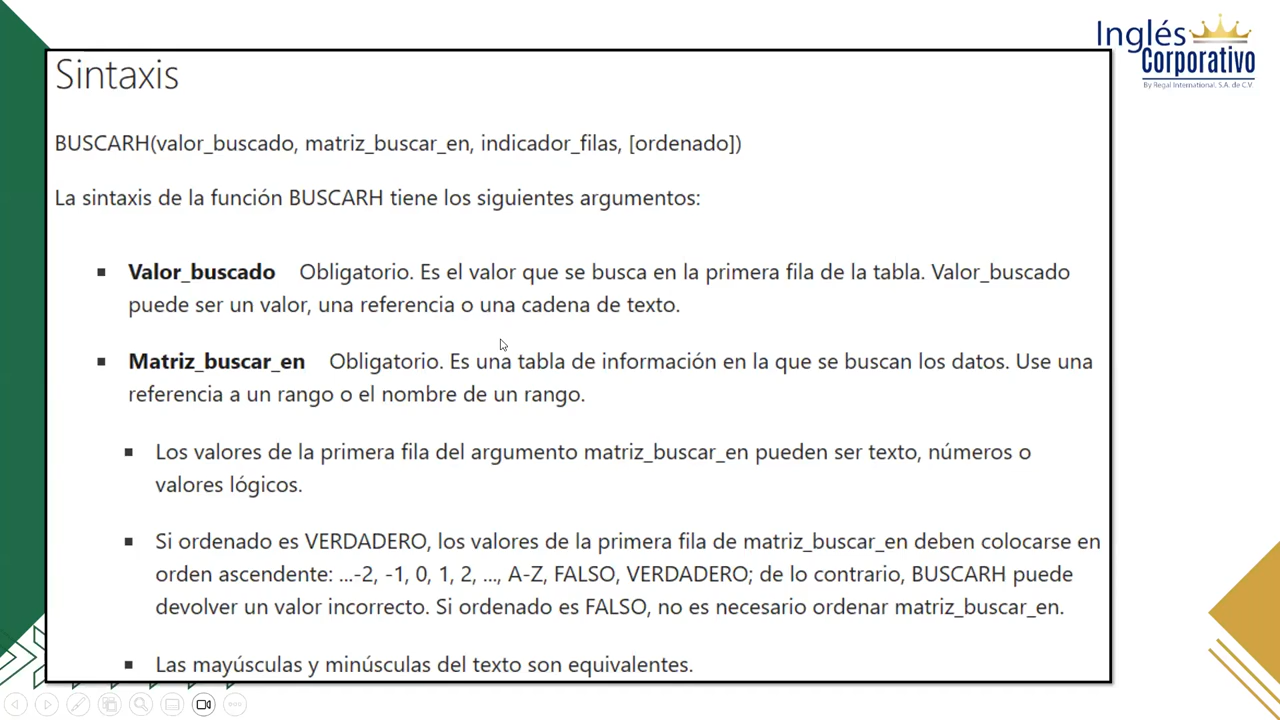 Inglés
Corporativo
By Regal International, S.A. de C.V.
Sintaxis
BUSCARH(valor_buscado, matriz_buscar_en, indicador_filas, [ordenado])
La sintaxis de la función BUSCARH tiene los siguientes argumentos:
▪ Valor_buscado Obligatorio. Es el valor que se busca en la primera fila de la tabla. Valor_buscado
puede ser un valor, una referencia o una cadena de texto.
▪ Matriz_buscar_en Obligatorio. Es una tabla de información en la que se buscan los datos. Use una
referencia a un rango o el nombre de un rango.
▪ Los valores de la primera fila del argumento matriz_buscar_en pueden ser texto, números o
valores lógicos.
▪ Si ordenado es VERDADERO, los valores de la primera fila de matriz_buscar_en deben colocarse en
orden ascendente: ...-2, -1, 0, 1, 2, ..., A-Z, FALSO, VERDADERO; de lo contrario, BUSCARH puede
devolver un valor incorrecto. Si ordenado es FALSO, no es necesario ordenar matriz_buscar_en.
▪ Las mayúsculas y minúsculas del texto son equivalentes.